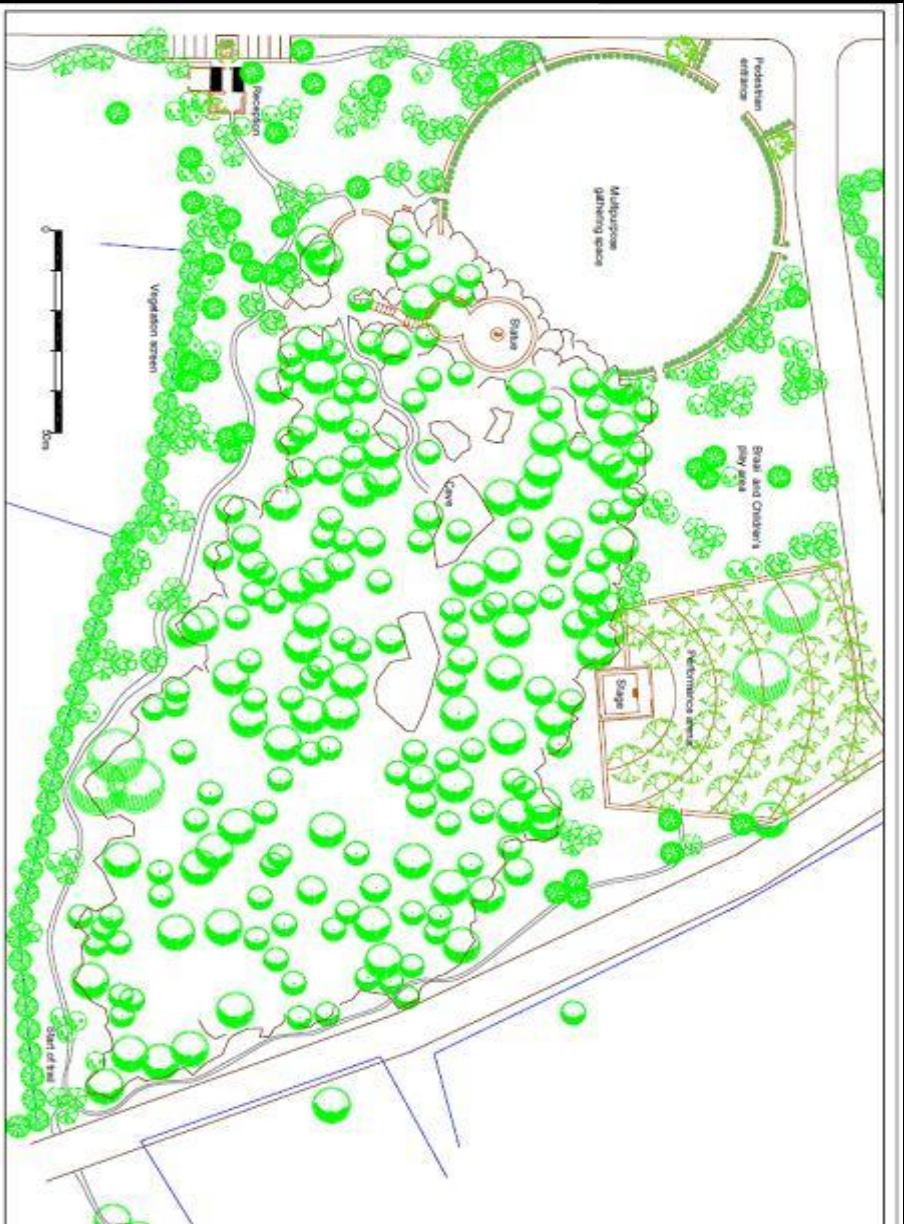 Pedestrian
entrance
Reception
Multipurpose
gathering space
Statue
Vegetation screen
0
50m
Braai and Children's
play area
Cave
Performance arena
Stage
Start of trail